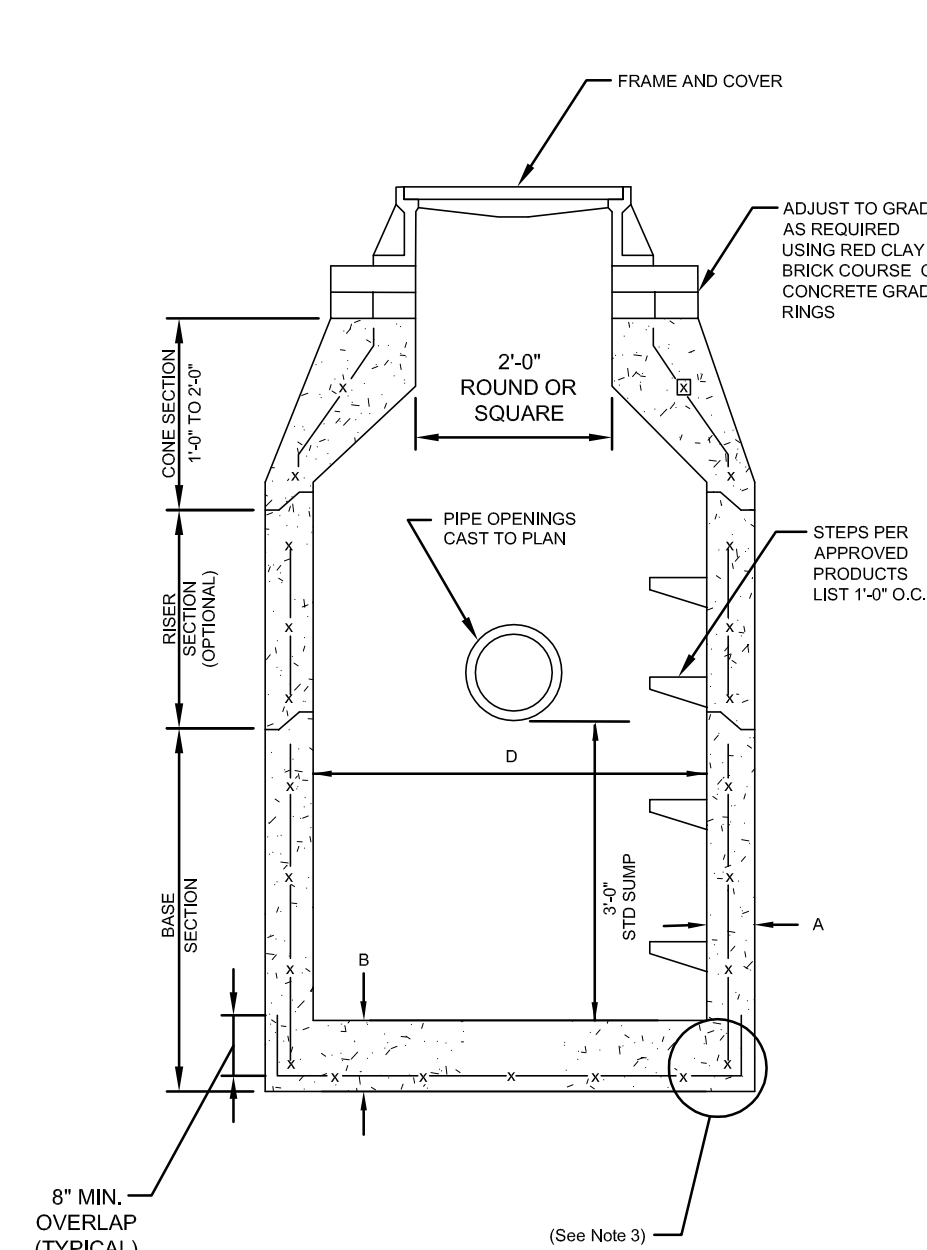 FRAME AND COVER
ADJUST TO GRAD
AS REQUIRED
USING RED CLAY
BRICK COURSE
CONCRETE GRAD
RINGS
CONE SECTION
1'-0" TO 2'-0"
2'-0"
ROUND OR
SQUARE
x
x
x
x
PIPE OPENINGS
CAST TO PLAN
STEPS PER
APPROVED
PRODUCTS
LIST 1'-0" O.C.
RISER
SECTION
(OPTIONAL)
x
x
x
x
x
x
D
BASE
SECTION
x
x
x
x
x
x
x
x
3'-0"
STD SUMP
A
B
x
x
x
x
x
8" MIN.
OVERLAP
(TYPICAL)
(See Note 3)